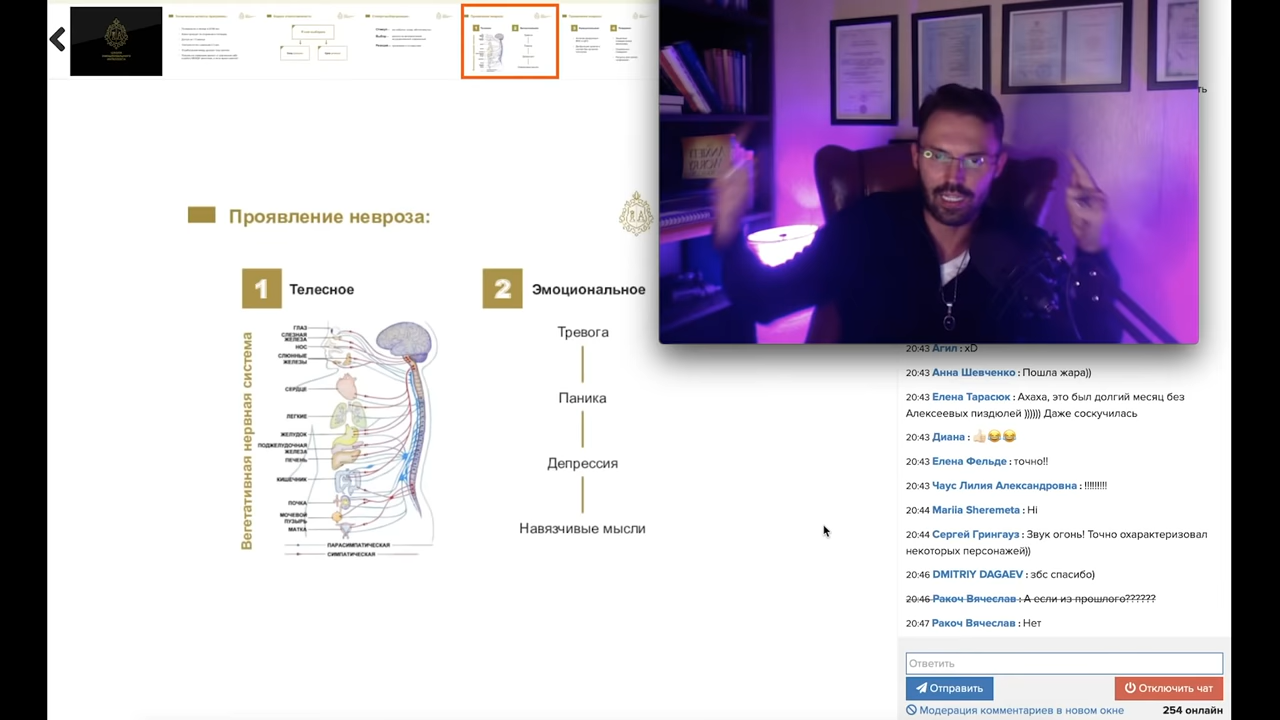 ть
Проявление невроза:
1
Телесное
2
Эмоциональное
Вегетативная нервная система
ГЛАЗ
СЛЕЗНАЯ
ЖЕЛЕЗА
НОС
СЛЮННЫЕ
ЖЕЛЕЗЫ
СЕРДЦЕ
ЛЕГКИЕ
ЖЕЛУДОК
ПОДЖЕЛУДОЧНАЯ
ЖЕЛЕЗА
ПЕЧЕНЬ
КИШЕЧНИК
ПОЧКА
МОЧЕВОЙ
ПУЗЫРЬ
МАТКА
ПАРАСИМПАТИЧЕСКАЯ
СИМПАТИЧЕСКАЯ
Тревога
Паника
Депрессия
Навязчивые мысли
20:43 Агил : xD
20:43 Анна Шевченко : Пошла жара))
20:43 Елена Тарасюк : Ахаха, это был долгий месяц без
Алексеевых пиздюлей )))))) Даже соскучилась
20:43 Диана : 😂😂
20:43 Елена Фельде : точно!!
20:43 Чаус Лилия Александровна : !!!!!!!!!
20:44 Mariia Sheremeta : Hi
20:44 Сергей Грингауз : Звук огонь! Точно охарактеризовал
некоторых персонажей))
20:46 DMITRIY DAGAEV : збс спасибо)
20:46 Ракоч Вячеслав : А если из прошлого??????
20:47 Ракоч Вячеслав : Нет
Ответить
Отправить
Отключить чат
Модерация комментариев в новом окне
254 онлайн